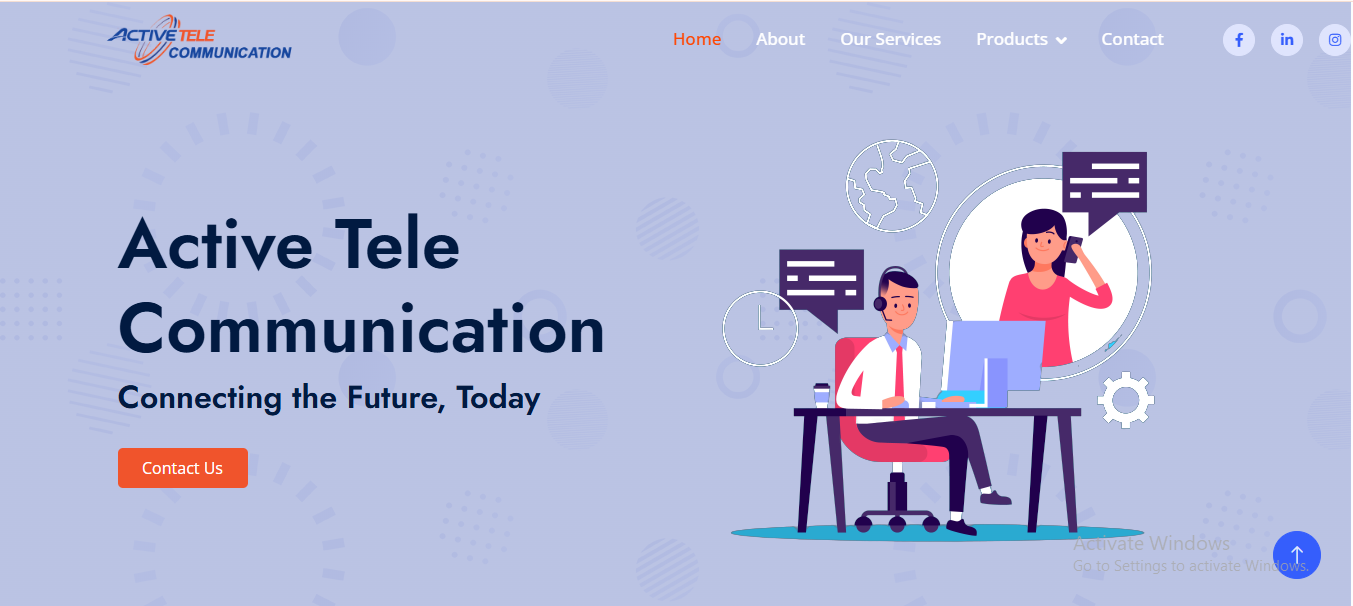 ACTIVE TELE
COMMUNICATION
Home About Our Services Products Contact
Active Tele
Communication
Connecting the Future, Today
Contact Us
Activate Windows
Go to Settings to activate Windows.